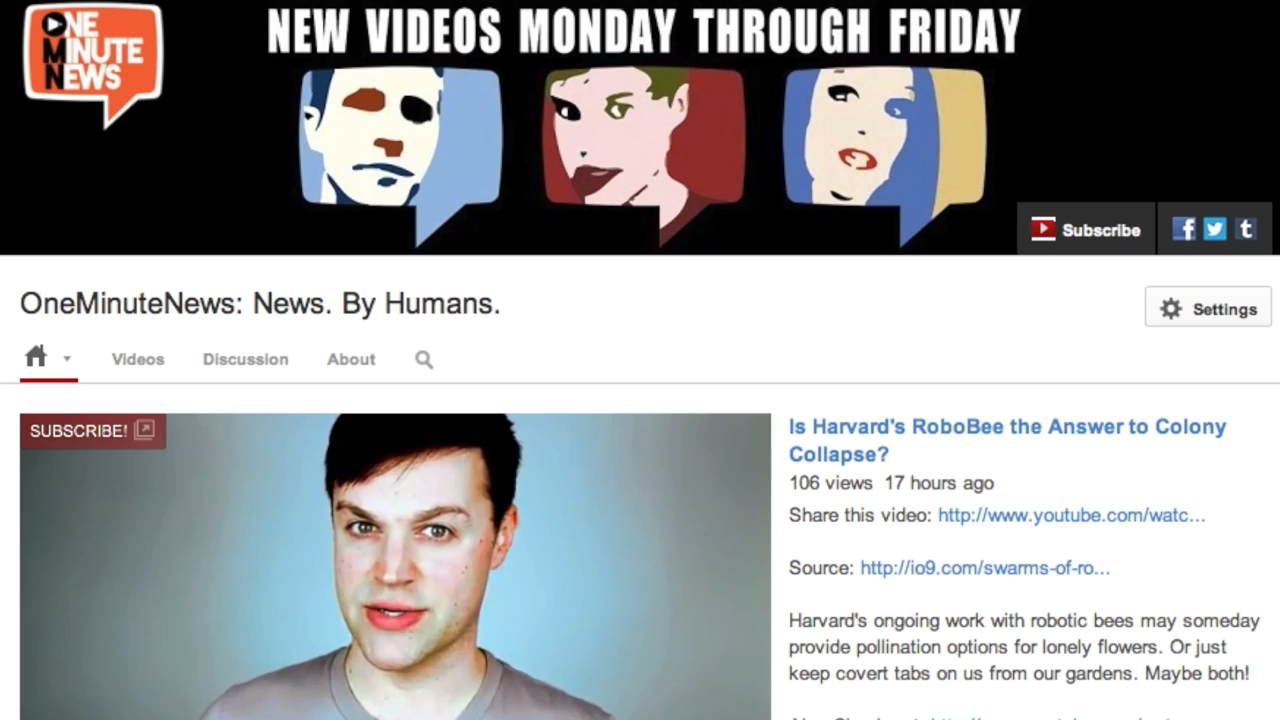 ONE
MINUTE
NEWS
NEW VIDEOS MONDAY THROUGH FRIDAY
Subscribe
f
t
OneMinuteNews: News. By Humans.
Settings
Videos
Discussion
About
SUBSCRIBE!
Is Harvard's RoboBee the Answer to Colony
Collapse?
106 views 17 hours ago
Share this video: http://www.youtube.com/watc...
Source: http://io9.com/swarms-of-ro...
Harvard's ongoing work with robotic bees may someday
provide pollination options for lonely flowers. Or just
keep covert tabs on us from our gardens. Maybe both!